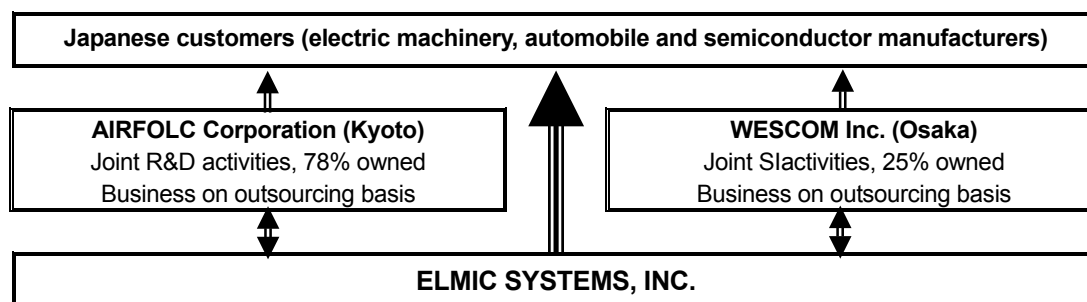 Japanese customers (electric machinery, automobile and semiconductor manufacturers)
AIRFOLC Corporation (Kyoto)
Joint R&D activities, 78% owned
Business on outsourcing basis
WESCOM Inc. (Osaka)
Joint SIactivities, 25% owned
Business on outsourcing basis
ELMIC SYSTEMS, INC.